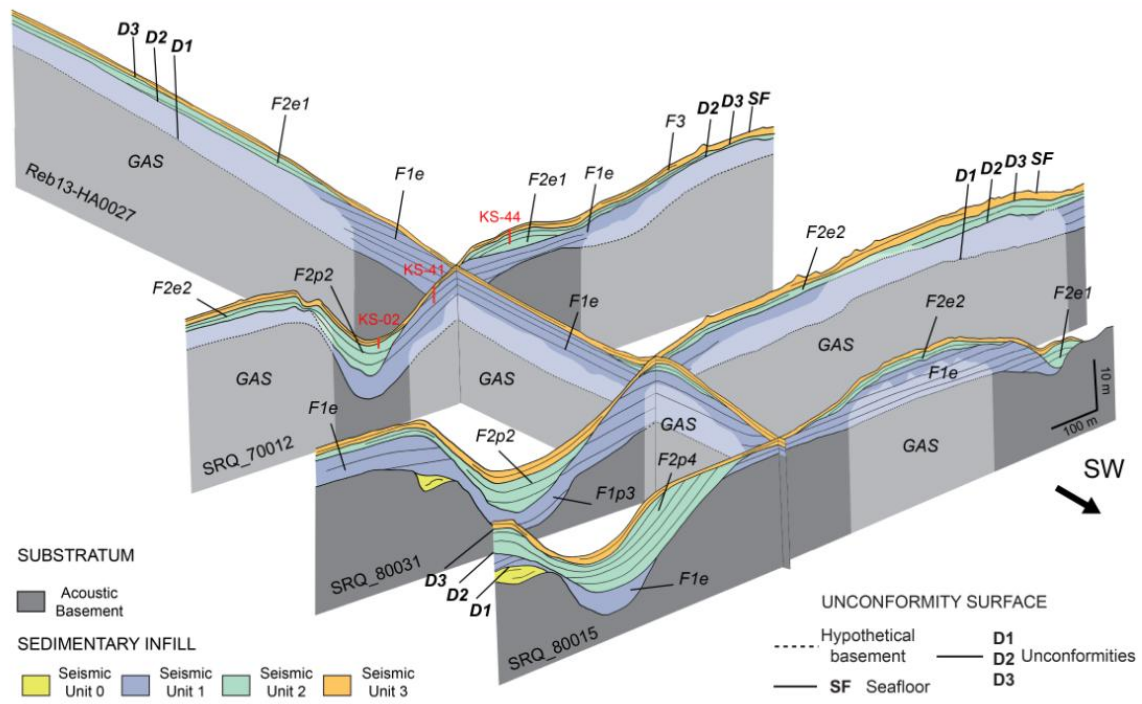 D3
D2
D1
F2e1
GAS
Reb13-HA0027
F1e
F3
D2
D3
SF
KS-44
F2e1
F1e
KS-41
D1
D2
D3
SF
F2e2
F2p2
KS-02
F2e2
F1e
F2e2
F2e1
GAS
GAS
GAS
F1e
10 m
100 m
SRQ_70012
F1e
F2p2
GAS
F2p4
GAS
SW
F1p3
SRQ_80031
D3
D2
D1
F1e
SRQ_80015
SUBSTRATUM
Acoustic
Basement
SEDIMENTARY INFILL
Seismic
Unit 0
Seismic
Unit 1
Seismic
Unit 2
Seismic
Unit 3
UNCONFORMITY SURFACE
Hypothetical
basement
SF Seafloor
D1
D2 Unconformities
D3